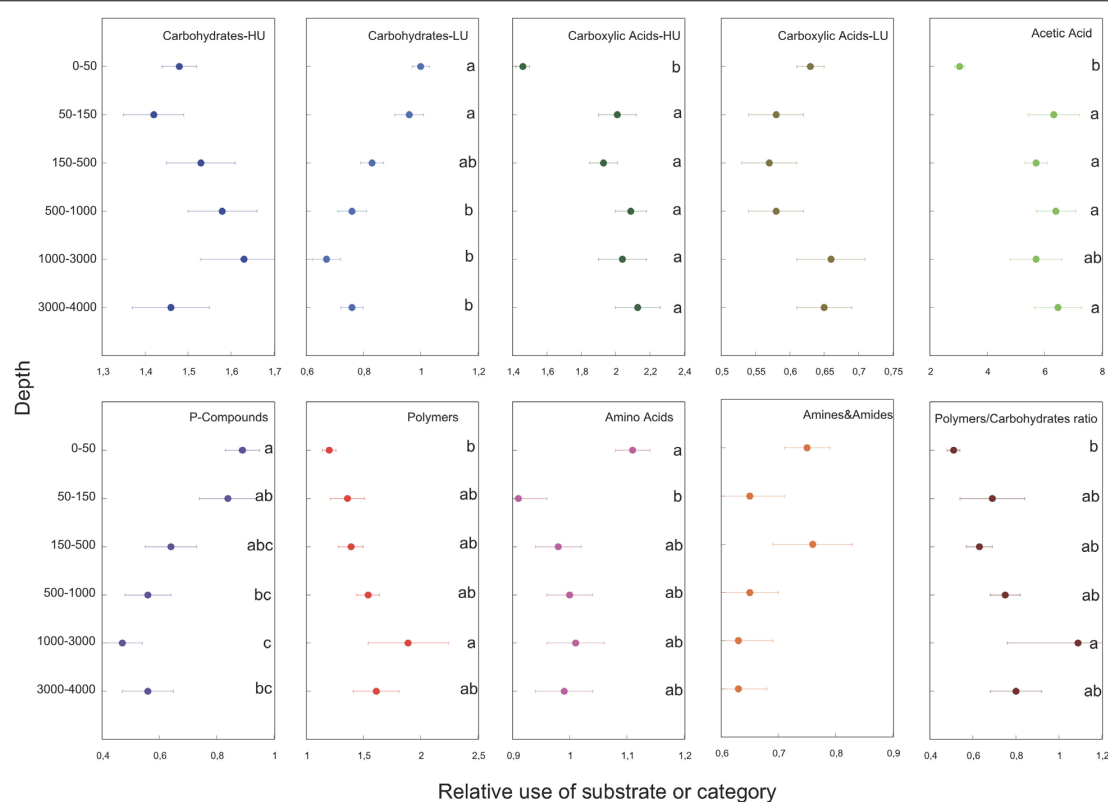 Carbohydrates-HU
Carbohydrates-LU
Carboxylic Acids-HU
Carboxylic Acids-LU
Acetic Acid
0-50 a b b
50-150 a a a
150-500 ab a a
500-1000 b a a
1000-3000 b a ab
3000-4000 b a a
1,3 1,4 1,5 1,6 1,7
0,6 0,8 1 1,2
1,4 1,6 1,8 2 2,2 2,4
0,5 0,55 0,6 0,65 0,7 0,75
2 4 6 8
Depth
P-Compounds
Polymers
Amino Acids
Amines&Amides
Polymers/Carbohydrates ratio
0-50 a b a b
50-150 ab ab b ab
150-500 abc ab ab ab
500-1000 bc ab ab ab
1000-3000 c a ab a
3000-4000 bc ab ab ab
0,4 0,6 0,8 1
1 1,5 2 2,5
0,9 1 1,1 1,2
0,6 0,7 0,8 0,9
0,4 0,6 0,8 1 1,2
Relative use of substrate or category